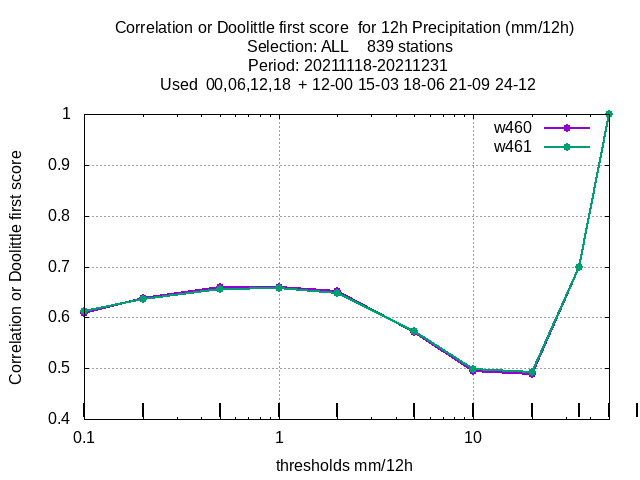 Correlation or Doolittle first score  for 12h Precipitation (mm/12h)
Selection: ALL    839 stations
Period: 20211118-20211231
Used  00,06,12,18  + 12-00 15-03 18-06 21-09 24-12
w460
w461
Correlation or Doolittle first score
1
0.9
0.8
0.7
0.6
0.5
0.4
0.1
1
10
thresholds mm/12h